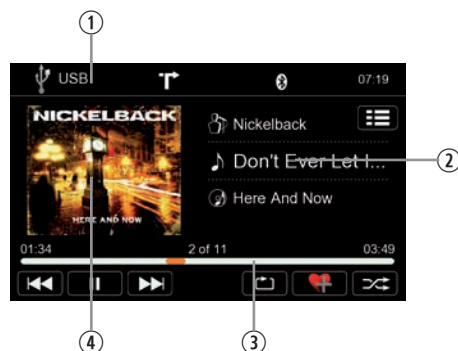 ①
USB
07:19
NICKELBACK
HERE AND NOW
Nickelback
Don't Ever Let I...
②
Here And Now
01:34
2 of 11
03:49
④
③